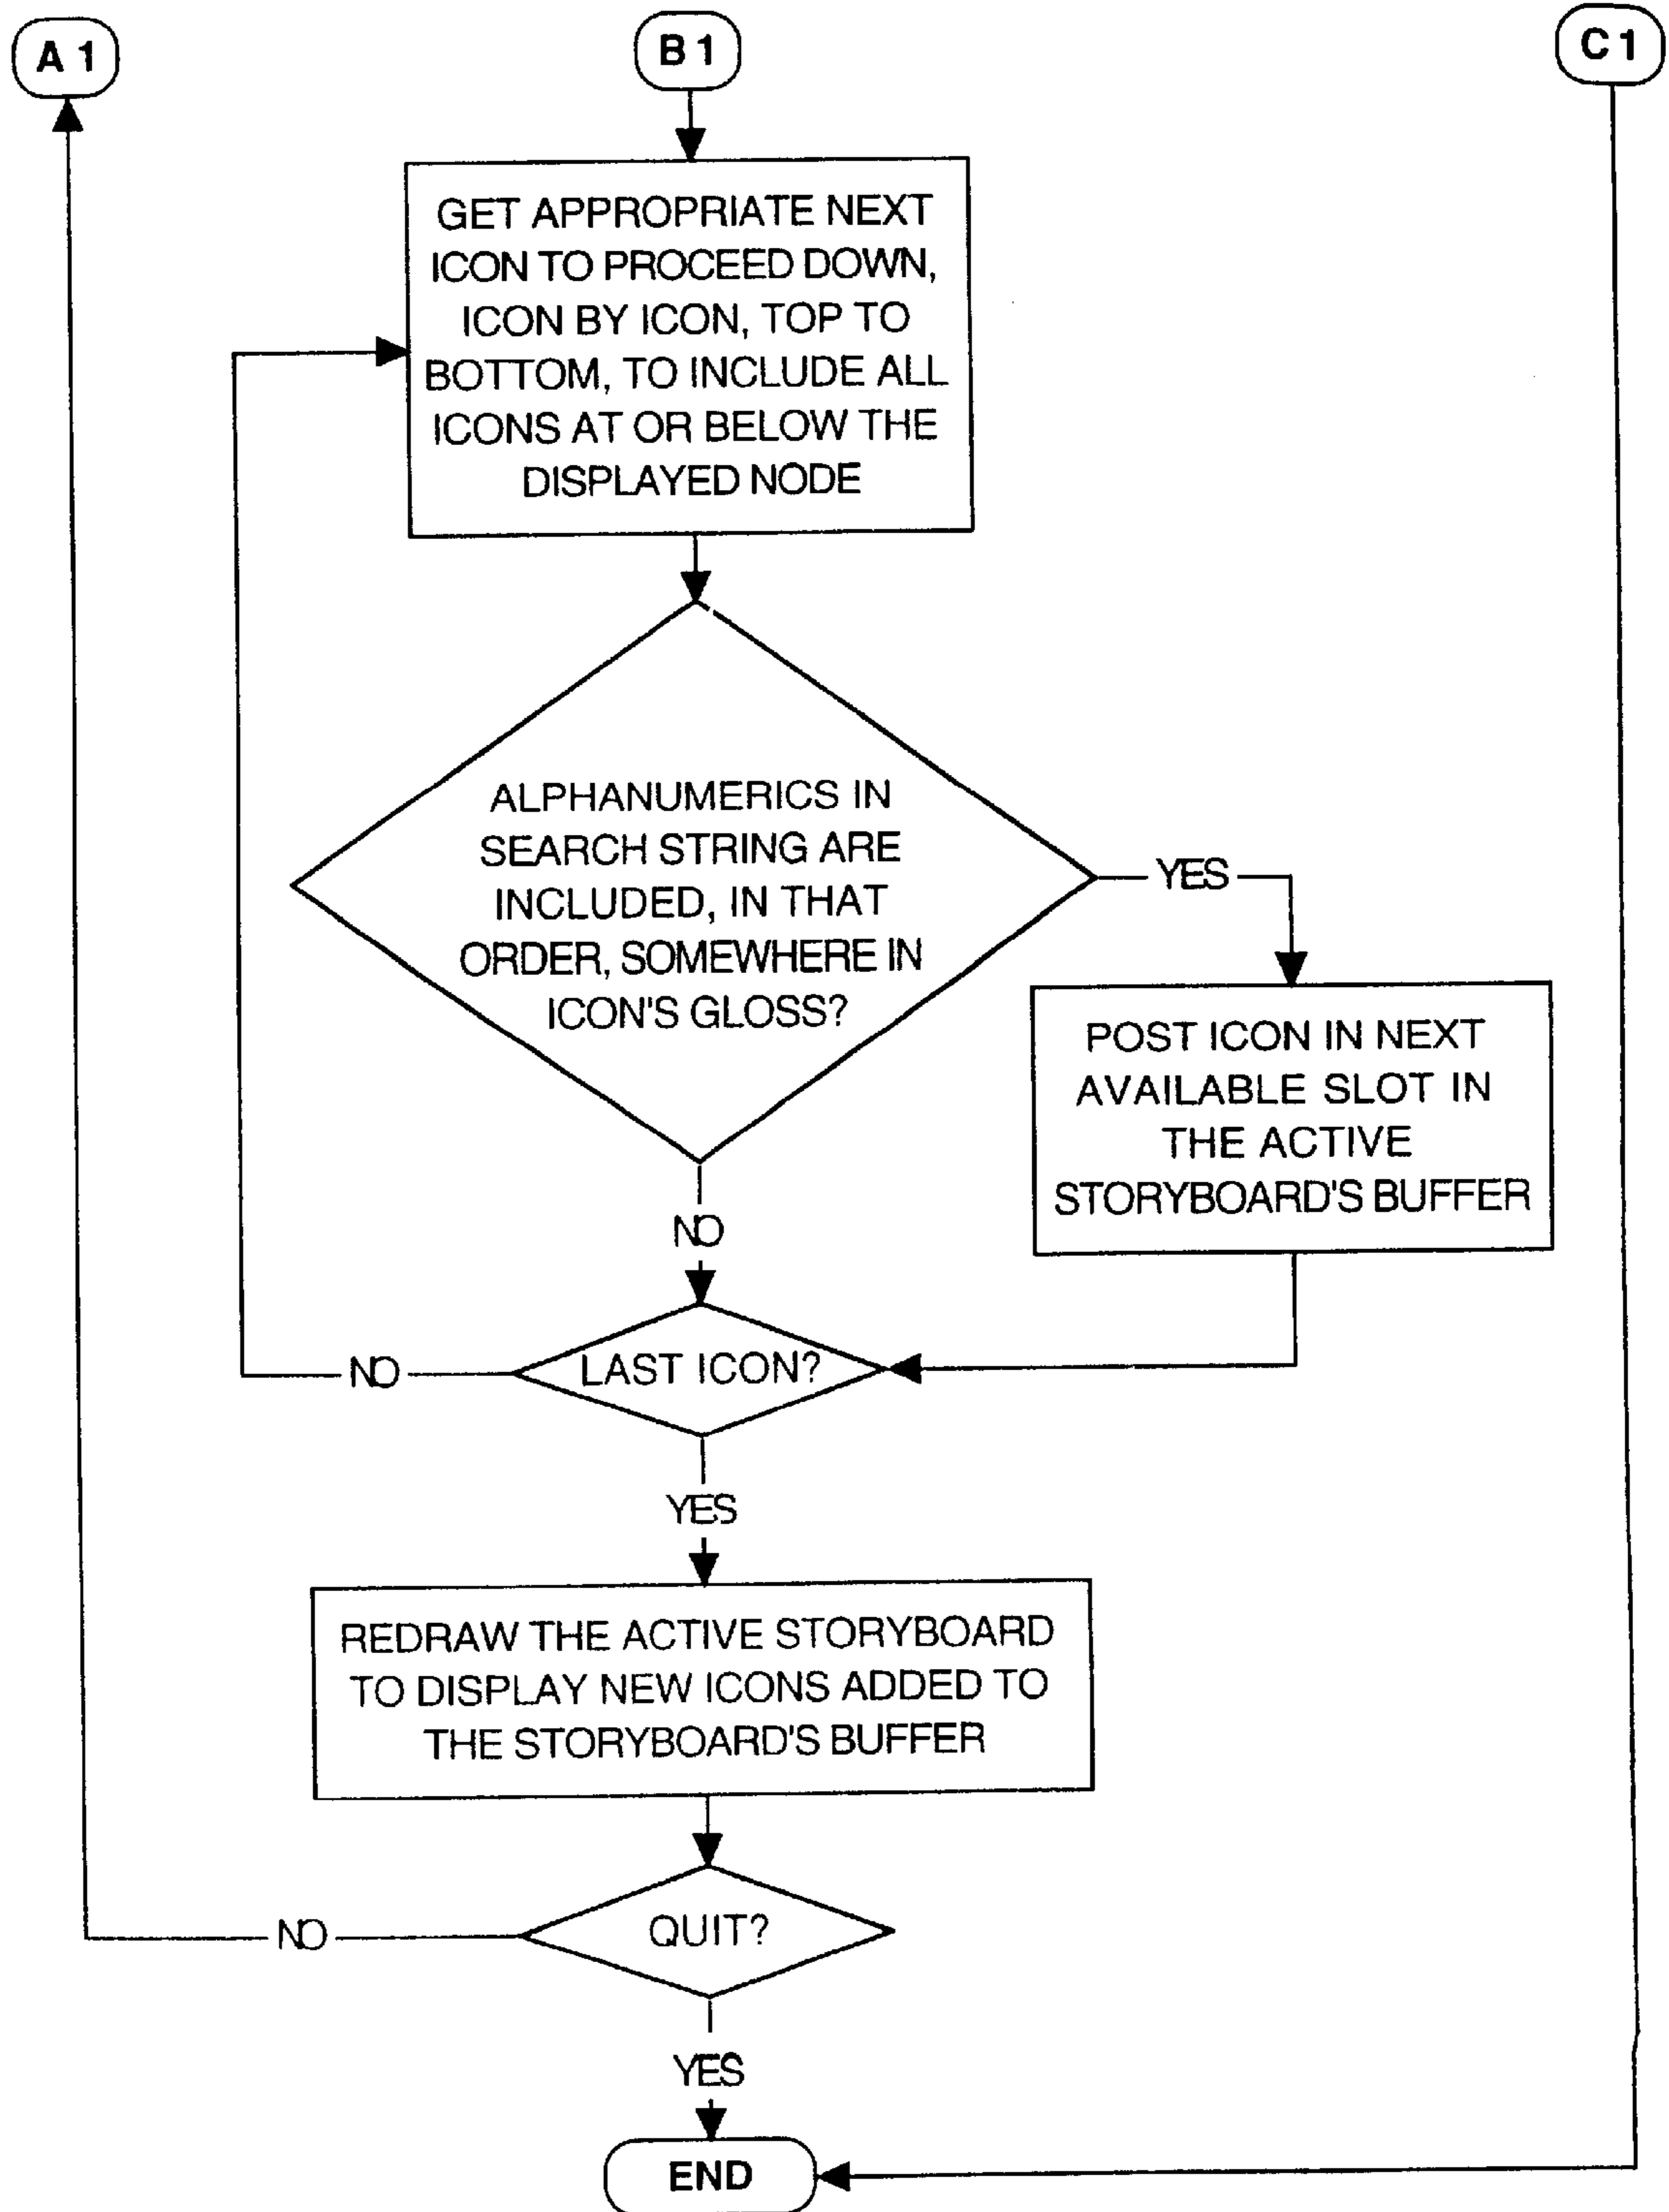 A 1
B 1
C 1
GET APPROPRIATE NEXT
ICON TO PROCEED DOWN,
ICON BY ICON, TOP TO
BOTTOM, TO INCLUDE ALL
ICONS AT OR BELOW THE
DISPLAYED NODE
ALPHANUMERICS IN
SEARCH STRING ARE
INCLUDED, IN THAT
ORDER, SOMEWHERE IN
ICON'S GLOSS?
YES
POST ICON IN NEXT
AVAILABLE SLOT IN
THE ACTIVE
STORYBOARD'S BUFFER
NO
LAST ICON?
NO
YES
REDRAW THE ACTIVE STORYBOARD
TO DISPLAY NEW ICONS ADDED TO
THE STORYBOARD'S BUFFER
QUIT?
NO
YES
END